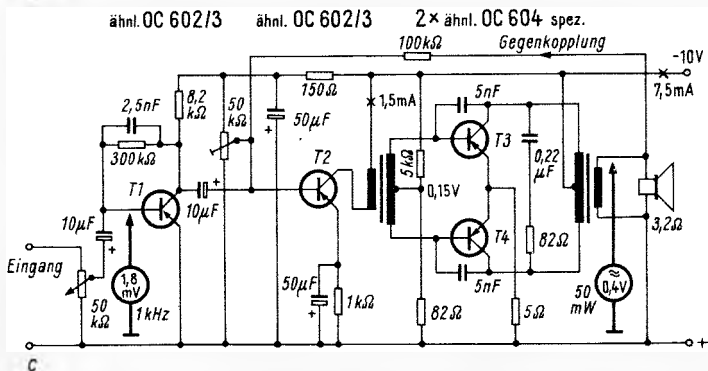 ähnl. OC 602/3 ähnl. OC 602/3 2× ähnl. OC 604 spez.
100kΩ Gegenkopplung
-10V
7,5mA
150Ω
1,5mA
5nF
2,5nF
8,2 kΩ
50 kΩ
50µF
300kΩ
T1
T2
T3
5kΩ
0,15V
0,22 µF
10µF
10µF
T4
82Ω
3,2Ω
Eingang
50 kΩ
1,8 mV
1kHz
50µF
1kΩ
5nF
82Ω
5Ω
50 mW
≈ 0,4V
+
C